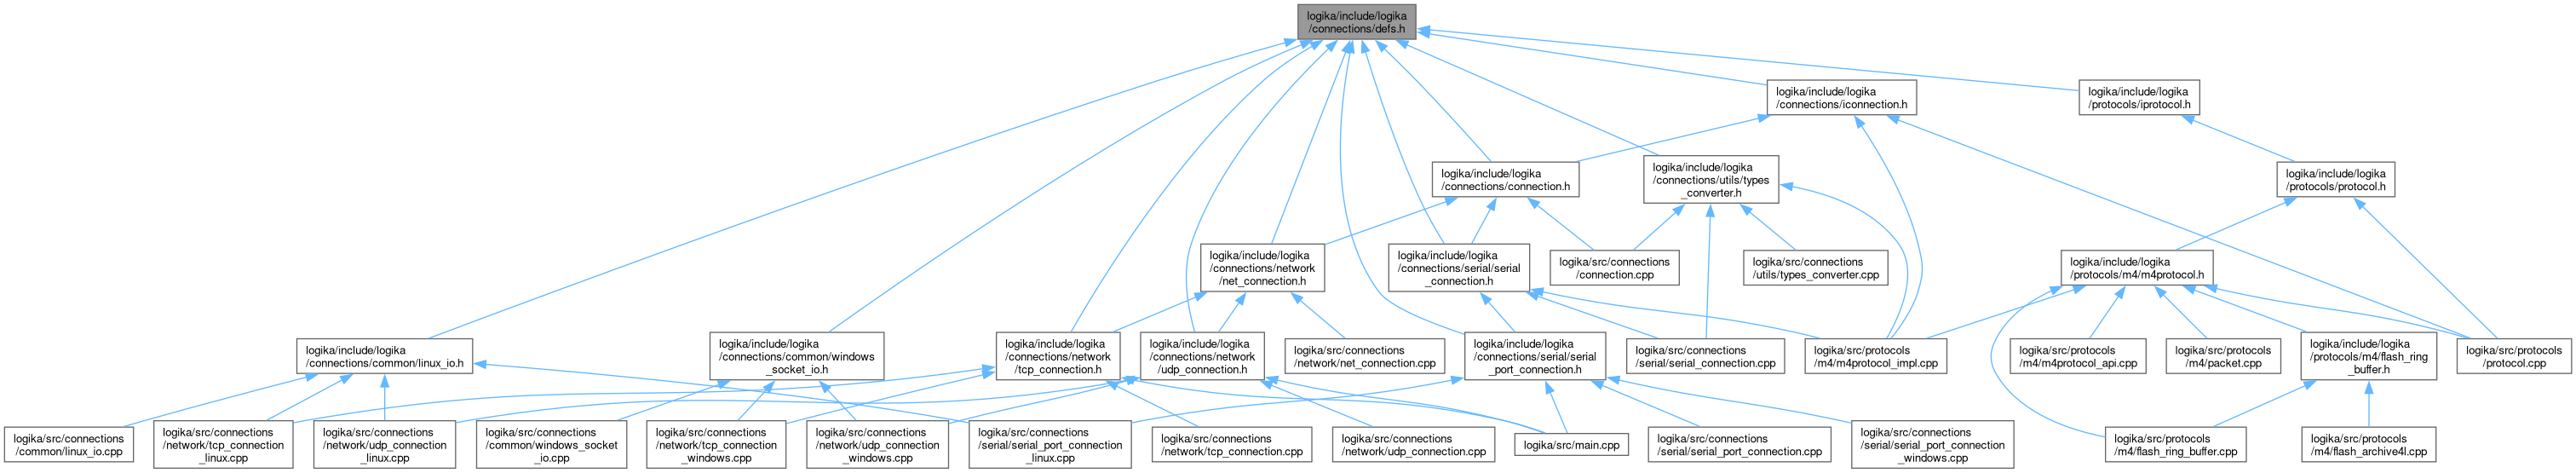 logika/include/logika
/connections/defs.h
logika/include/logika
/connections/iconnection.h
logika/include/logika
/protocols/iprotocol.h
logika/include/logika
/connections/connection.h
logika/include/logika
/connections/utils/types
_converter.h
logika/include/logika
/protocols/protocol.h
logika/include/logika
/connections/network
/net_connection.h
logika/include/logika
/connections/serial/serial
_connection.h
logika/src/connections
/connection.cpp
logika/src/connections
/utils/types_converter.cpp
logika/include/logika
/protocols/m4/m4protocol.h
logika/include/logika
/connections/common/linux_io.h
logika/include/logika
/connections/common/windows
_socket_io.h
logika/include/logika
/connections/network
/tcp_connection.h
logika/include/logika
/connections/network
/udp_connection.h
logika/src/connections
/network/net_connection.cpp
logika/include/logika
/connections/serial/serial
_port_connection.h
logika/src/connections
/serial/serial_connection.cpp
logika/src/protocols
/m4/m4protocol_impl.cpp
logika/src/protocols
/m4/m4protocol_api.cpp
logika/src/protocols
/m4/packet.cpp
logika/include/logika
/protocols/m4/flash_ring
_buffer.h
logika/src/protocols
/protocol.cpp
logika/src/connections
/common/linux_io.cpp
logika/src/connections
/network/tcp_connection
_linux.cpp
logika/src/connections
/network/udp_connection
_linux.cpp
logika/src/connections
/common/windows_socket
_io.cpp
logika/src/connections
/network/tcp_connection
_windows.cpp
logika/src/connections
/network/udp_connection
_windows.cpp
logika/src/connections
/serial/serial_port_connection
_linux.cpp
logika/src/connections
/network/tcp_connection.cpp
logika/src/connections
/network/udp_connection.cpp
logika/src/main.cpp
logika/src/connections
/serial/serial_port_connection.cpp
logika/src/connections
/serial/serial_port_connection
_windows.cpp
logika/src/protocols
/m4/flash_ring_buffer.cpp
logika/src/protocols
/m4/flash_archive4l.cpp